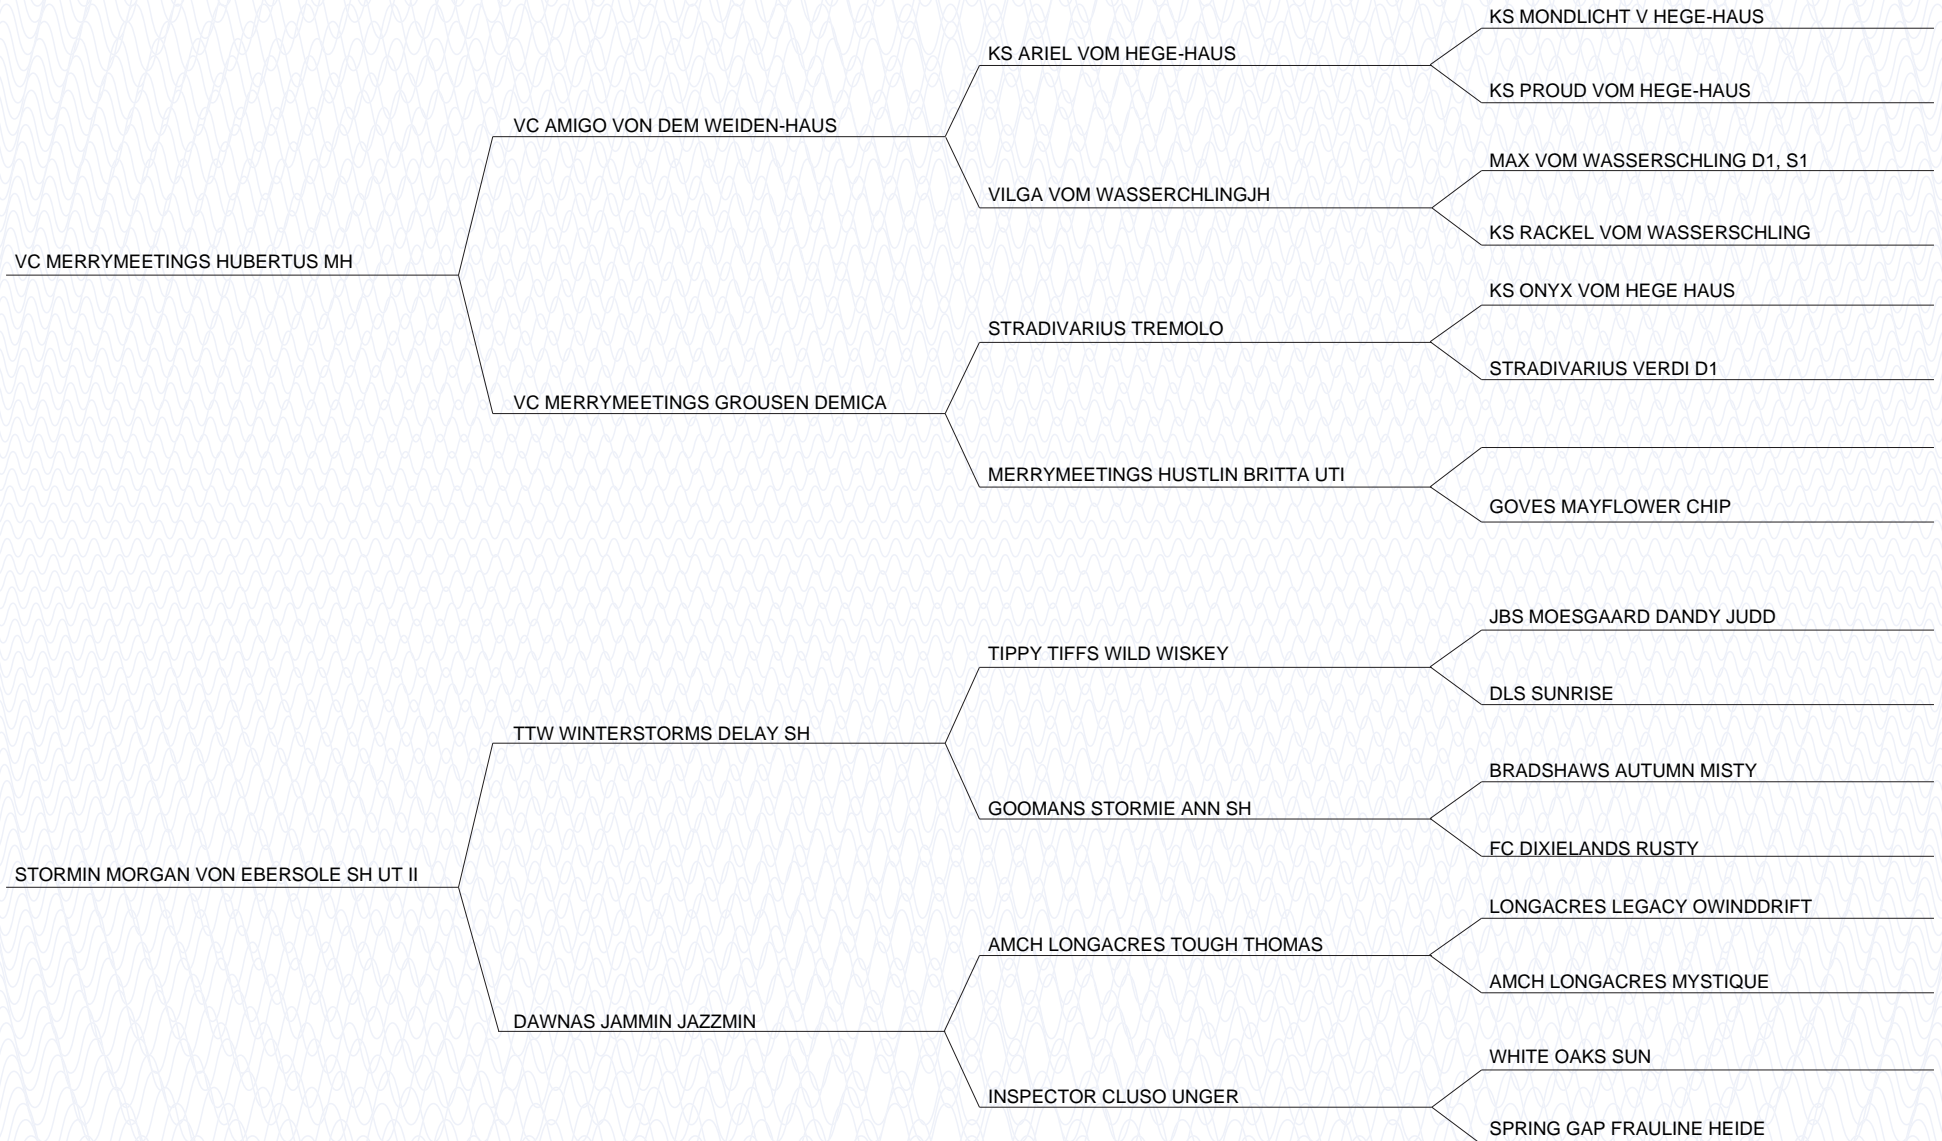 KS MONDLICHT V HEGE-HAUS
KS ARIEL VOM HEGE-HAUS
KS PROUD VOM HEGE-HAUS
VC AMIGO VON DEM WEIDEN-HAUS
MAX VOM WASSERSCHLING D1, S1
VILGA VOM WASSERCHLINGJH
KS RACKEL VOM WASSERSCHLING
VC MERRYMEETINGS HUBERTUS MH
KS ONYX VOM HEGE HAUS
STRADIVARIUS TREMOLO
STRADIVARIUS VERDI D1
VC MERRYMEETINGS GROUSEN DEMICA
MERRYMEETINGS HUSTLIN BRITTA UTI
GOVES MAYFLOWER CHIP
JBS MOESGAARD DANDY JUDD
TIPPY TIFFS WILD WISKEY
DLS SUNRISE
TTW WINTERSTORMS DELAY SH
BRADSHAWS AUTUMN MISTY
GOOMANS STORMIE ANN SH
FC DIXIELANDS RUSTY
STORMIN MORGAN VON EBERSOLE SH UT II
LONGACRES LEGACY OWINDDRIFT
AMCH LONGACRES TOUGH THOMAS
AMCH LONGACRES MYSTIQUE
DAWNAS JAMMIN JAZZMIN
WHITE OAKS SUN
INSPECTOR CLUSO UNGER
SPRING GAP FRAULINE HEIDE